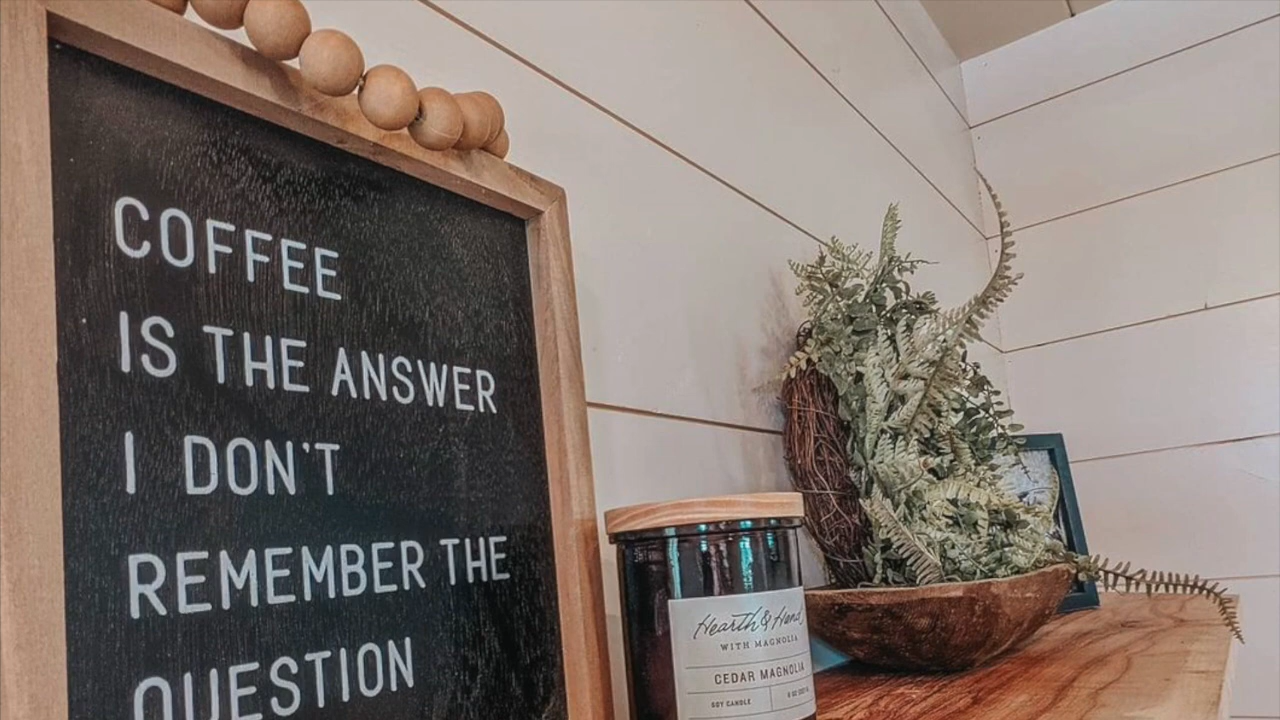 COFFEE
IS THE ANSWER
I DON'T
REMEMBER THE
QUESTION
Hearth & Hand
WITH MAGNOLIA
CEDAR MAGNOLIA
SOY CANDLE